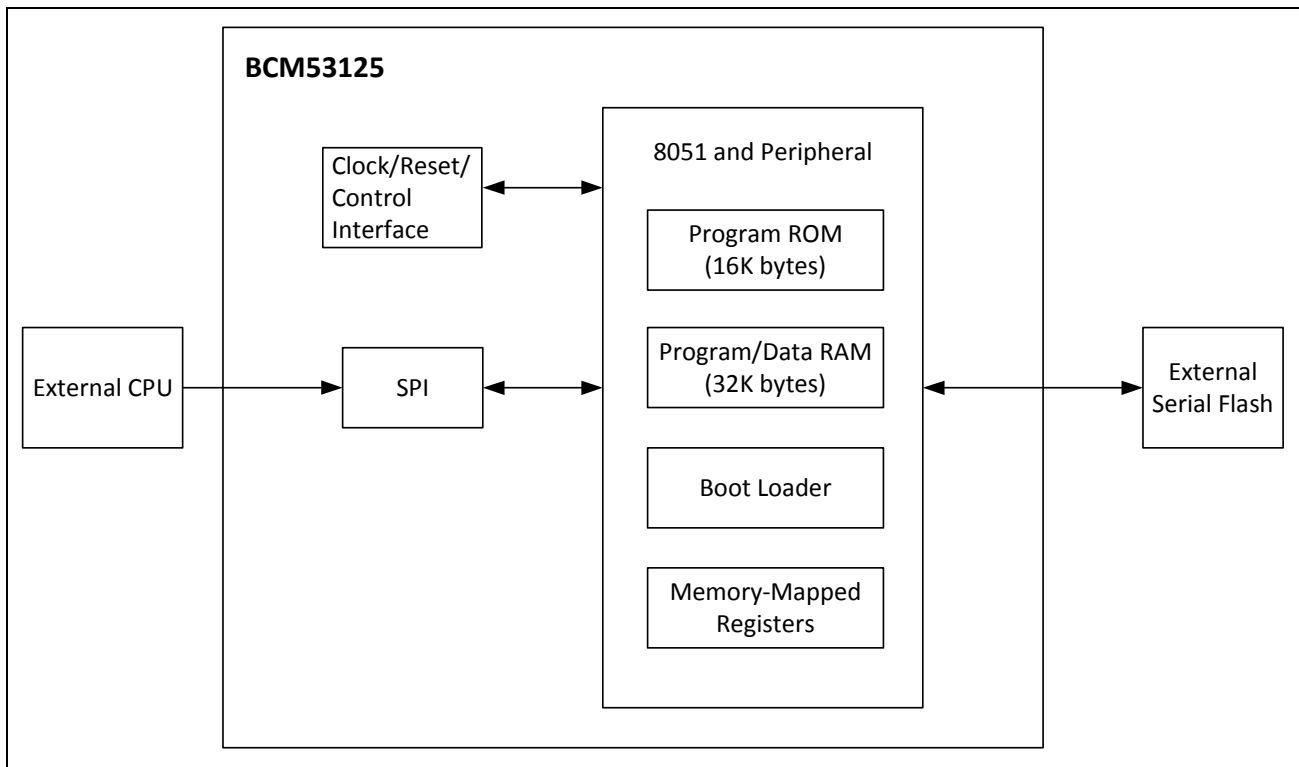 BCM53125
8051 and Peripheral
Clock/Reset/
Control
Interface
Program ROM
(16K bytes)
External CPU
SPI
Program/Data RAM
(32K bytes)
External
Serial Flash
Boot Loader
Memory-Mapped
Registers